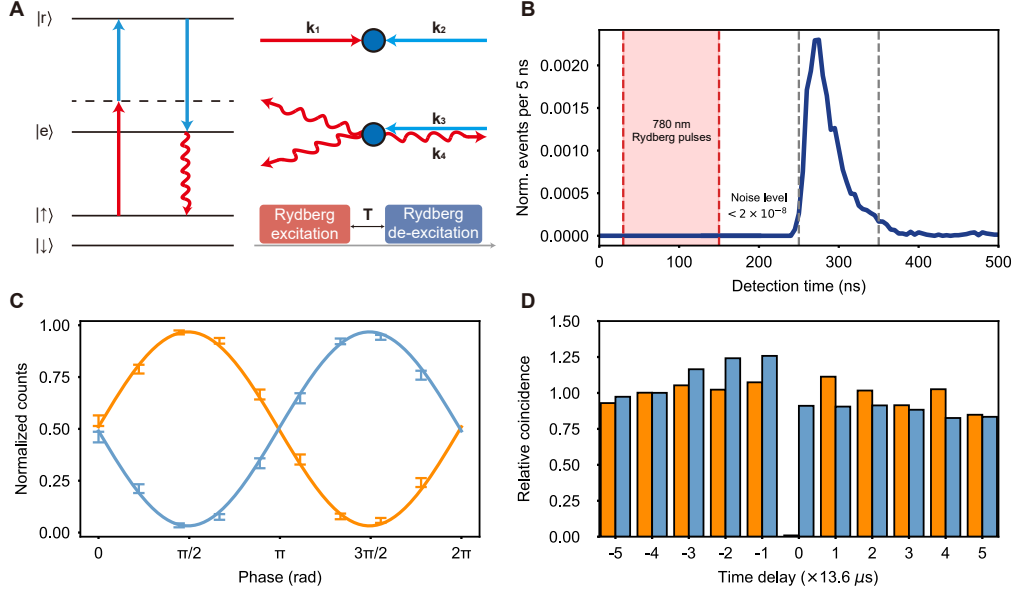 A
|r⟩
|e⟩
|↑⟩
|↓⟩
k₁
k₂
k₃
k₄
Rydberg
excitation
T
Rydberg
de-excitation
B
Norm. events per 5 ns
0.0020
0.0015
0.0010
0.0005
0.0000
780 nm
Rydberg pulses
Noise level
< 2 × 10⁻⁸
0
100
200
300
400
500
Detection time (ns)
C
Normalized counts
1.00
0.75
0.50
0.25
0.00
0
π/2
π
3π/2
2π
Phase (rad)
D
Relative coincidence
1.50
1.25
1.00
0.75
0.50
0.25
0.00
-5
-4
-3
-2
-1
0
1
2
3
4
5
Time delay (×13.6 μs)